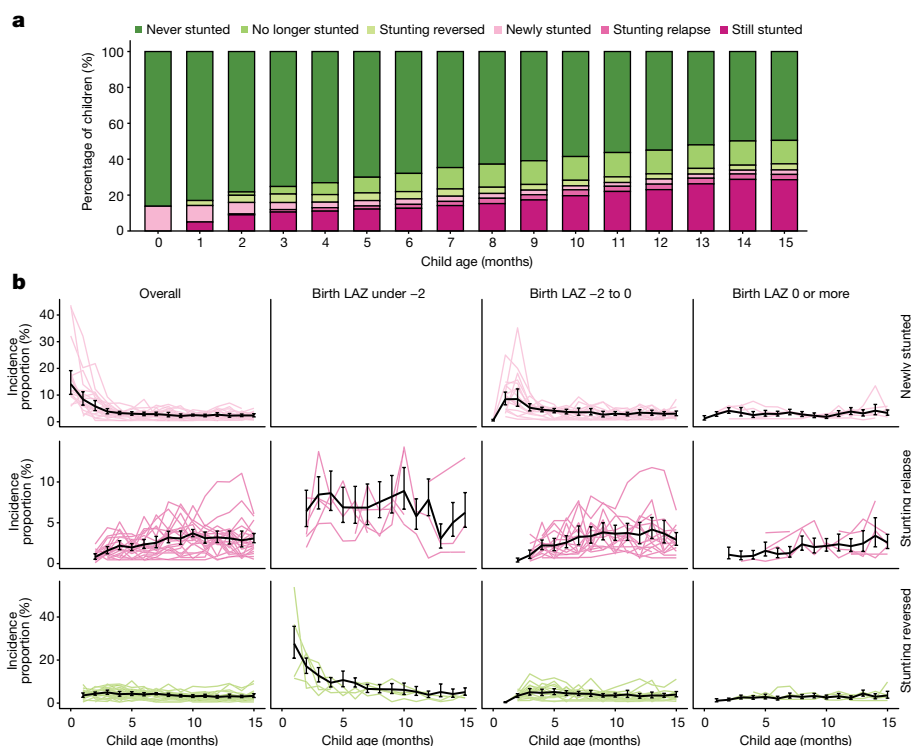 a
Never stunted No longer stunted Stunting reversed Newly stunted Stunting relapse Still stunted
Percentage of children (%)
100
80
60
40
20
0
0 1 2 3 4 5 6 7 8 9 10 11 12 13 14 15
Child age (months)
b
Overall Birth LAZ under −2 Birth LAZ −2 to 0 Birth LAZ 0 or more
Incidence
proportion (%)
40
30
20
10
0
Newly stunted
Incidence
proportion (%)
10
5
0
Stunting relapse
Incidence
proportion (%)
40
20
0
Stunting reversed
0 5 10 15 0 5 10 15 0 5 10 15 0 5 10 15
Child age (months) Child age (months) Child age (months) Child age (months)